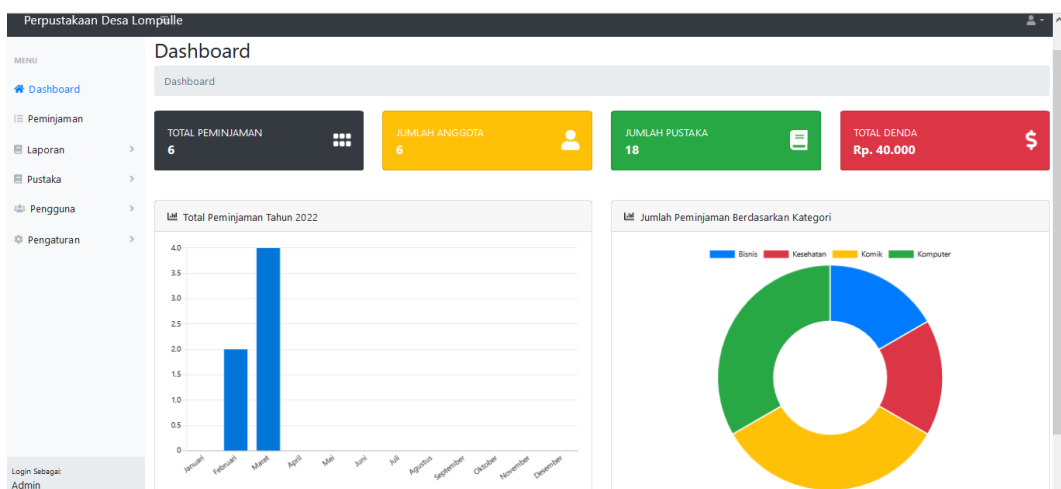 Perpustakaan Desa Lompulle
MENU
Dashboard
Peminjaman
Laporan
Pustaka
Pengguna
Pengaturan
Login Sebagai:
Admin
Dashboard
Dashboard
TOTAL PEMINJAMAN
6
JUMLAH ANGGOTA
6
JUMLAH PUSTAKA
18
TOTAL DENDA
Rp. 40.000
Total Peminjaman Tahun 2022
4.0
3.5
3.0
2.5
2.0
1.5
1.0
0.5
0
Januari Februari Maret April Mei Juni Juli Agustus September Oktober November Desember
Jumlah Peminjaman Berdasarkan Kategori
Bisnis Kesehatan Komik Komputer